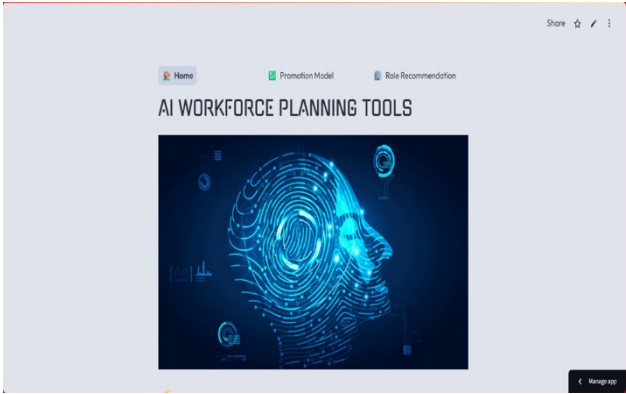 Share
Home Promotion Model Role Recommendation
AI WORKFORCE PLANNING TOOLS
Manage app